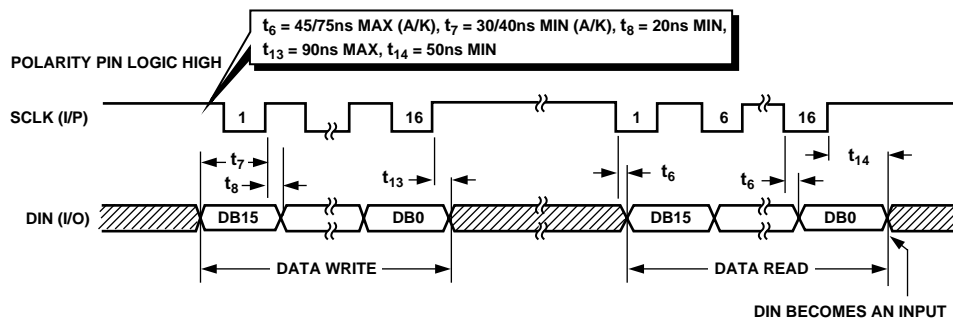 t6 = 45/75ns MAX (A/K), t7 = 30/40ns MIN (A/K), t8 = 20ns MIN,
t13 = 90ns MAX, t14 = 50ns MIN
POLARITY PIN LOGIC HIGH
SCLK (I/P)
1 16 1 6 16
t7 t8 t13 t6 t6 t14
DIN (I/O)
DB15 DB0 DB15 DB0
DATA WRITE DATA READ
DIN BECOMES AN INPUT